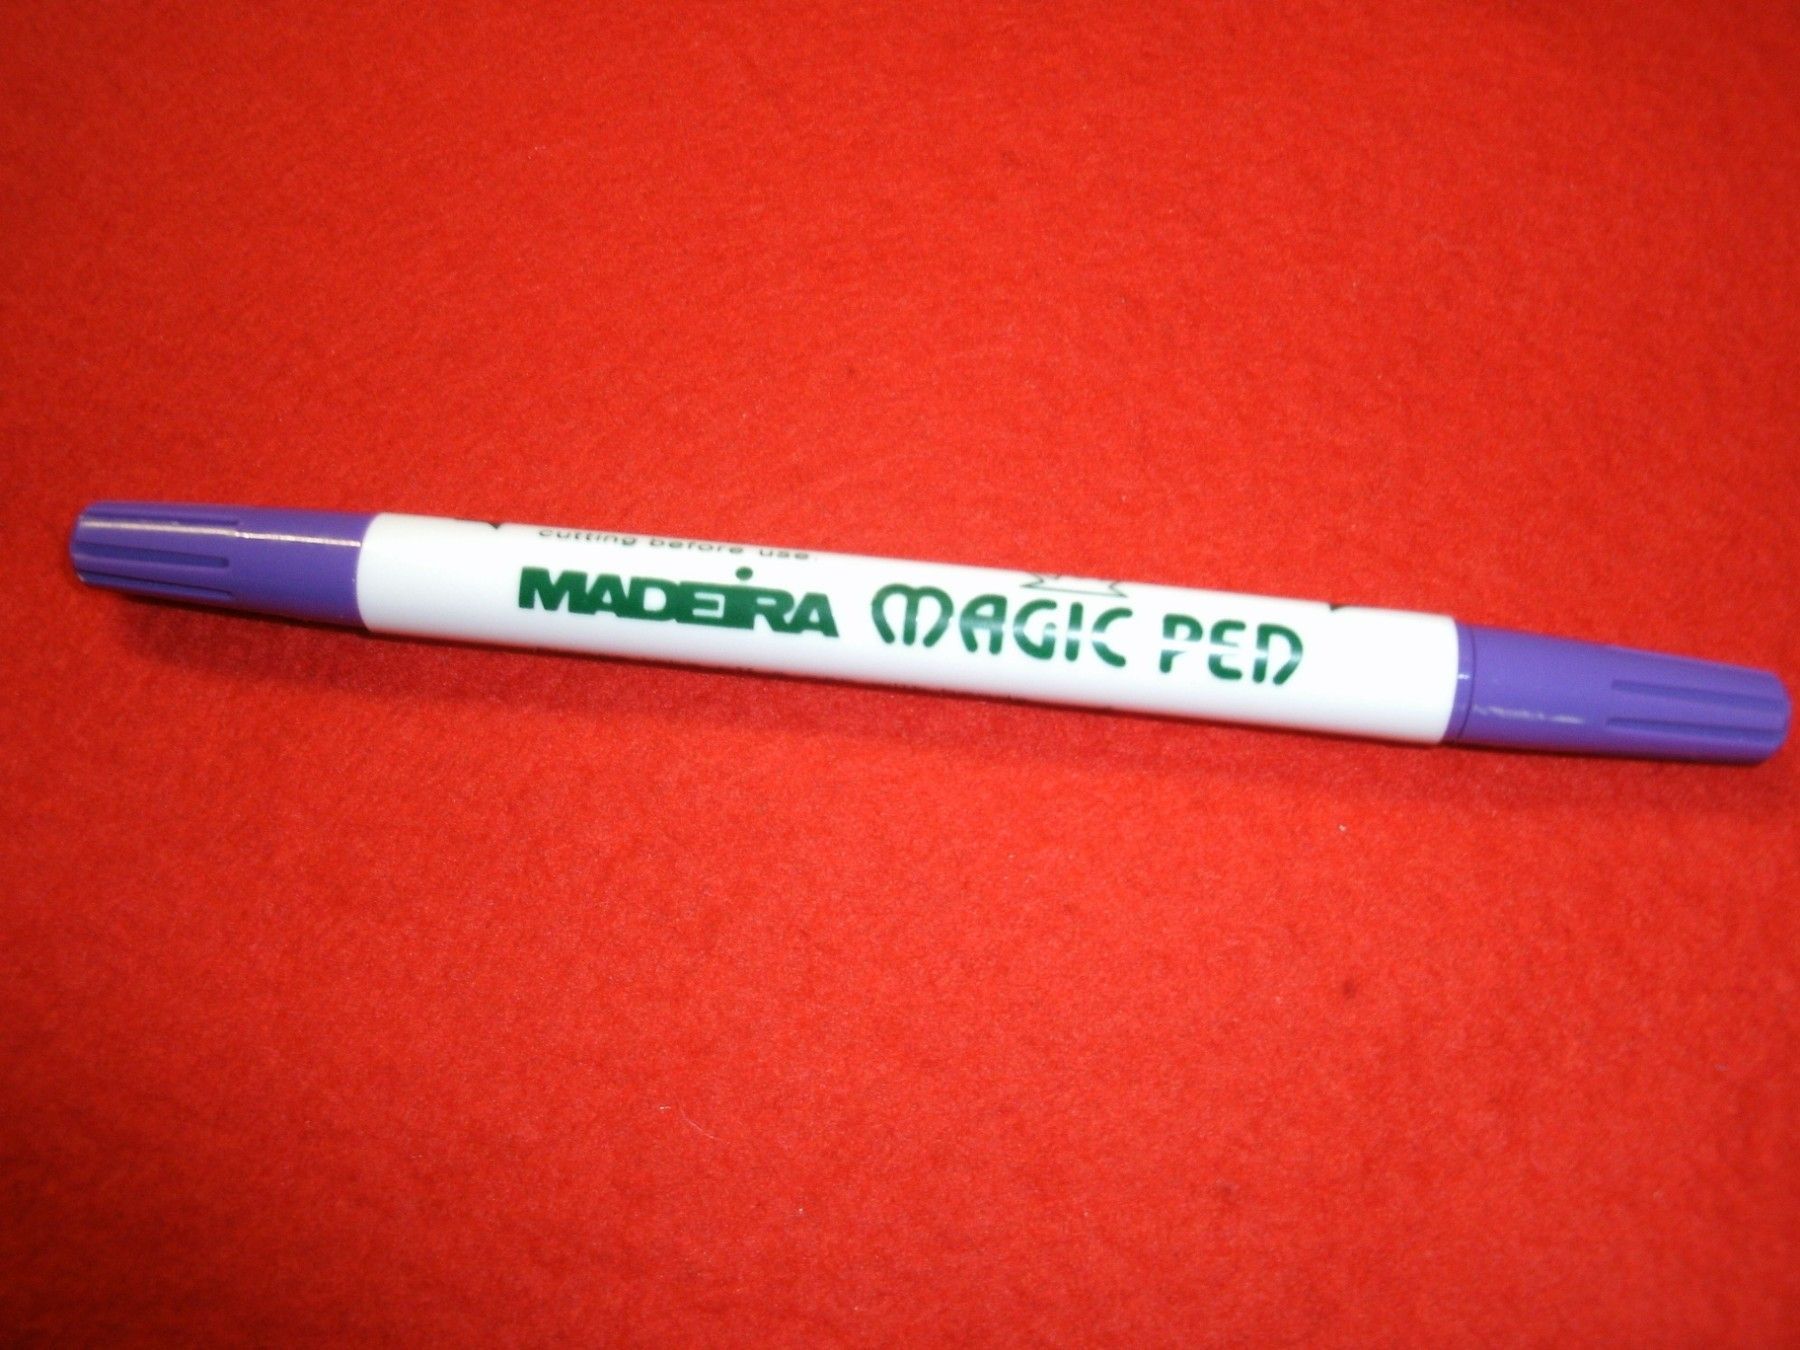 cutting before use.
MADEIRA MAGIC PEN